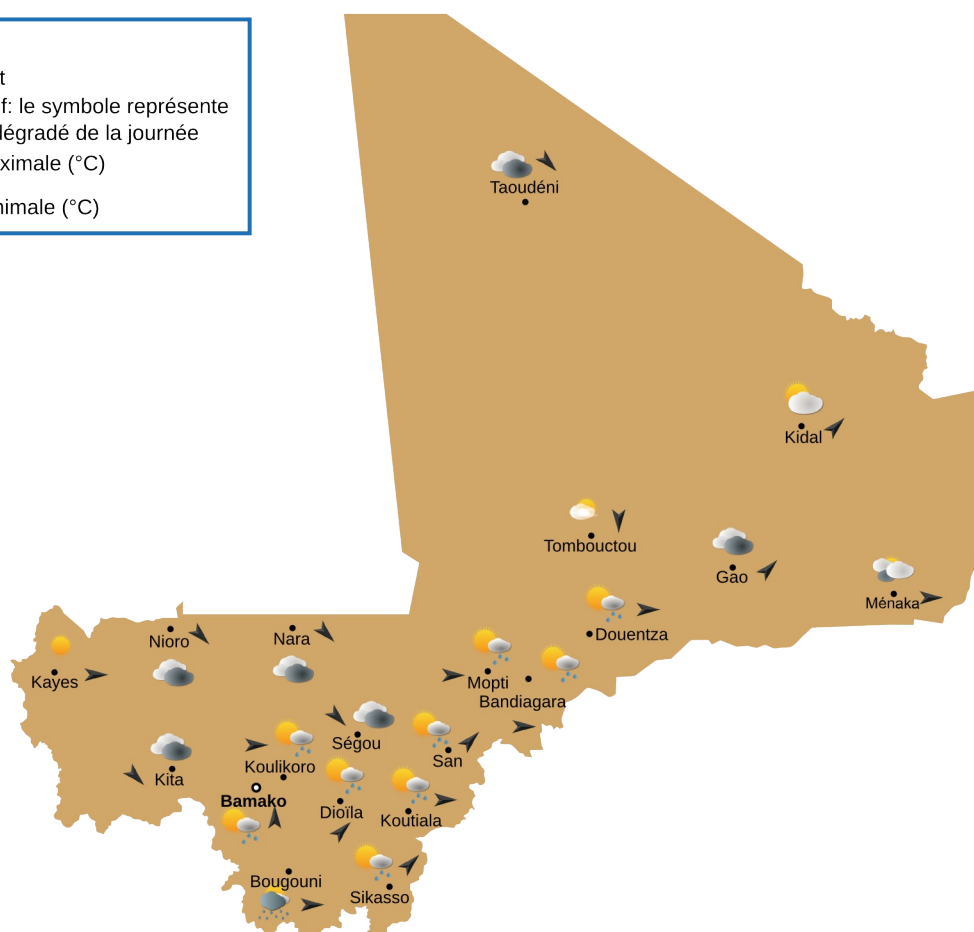 t
f: le symbole représente
dégradé de la journée
ximale (°C)
nimale (°C)
Taoudéni
Kidal
Tombouctou
Gao
Ménaka
Douentza
Nioro
Nara
Kayes
Mopti
Bandiagara
Ségou
San
Koulikoro
Kita
Bamako
Dioïla
Koutiala
Bougouni
Sikasso